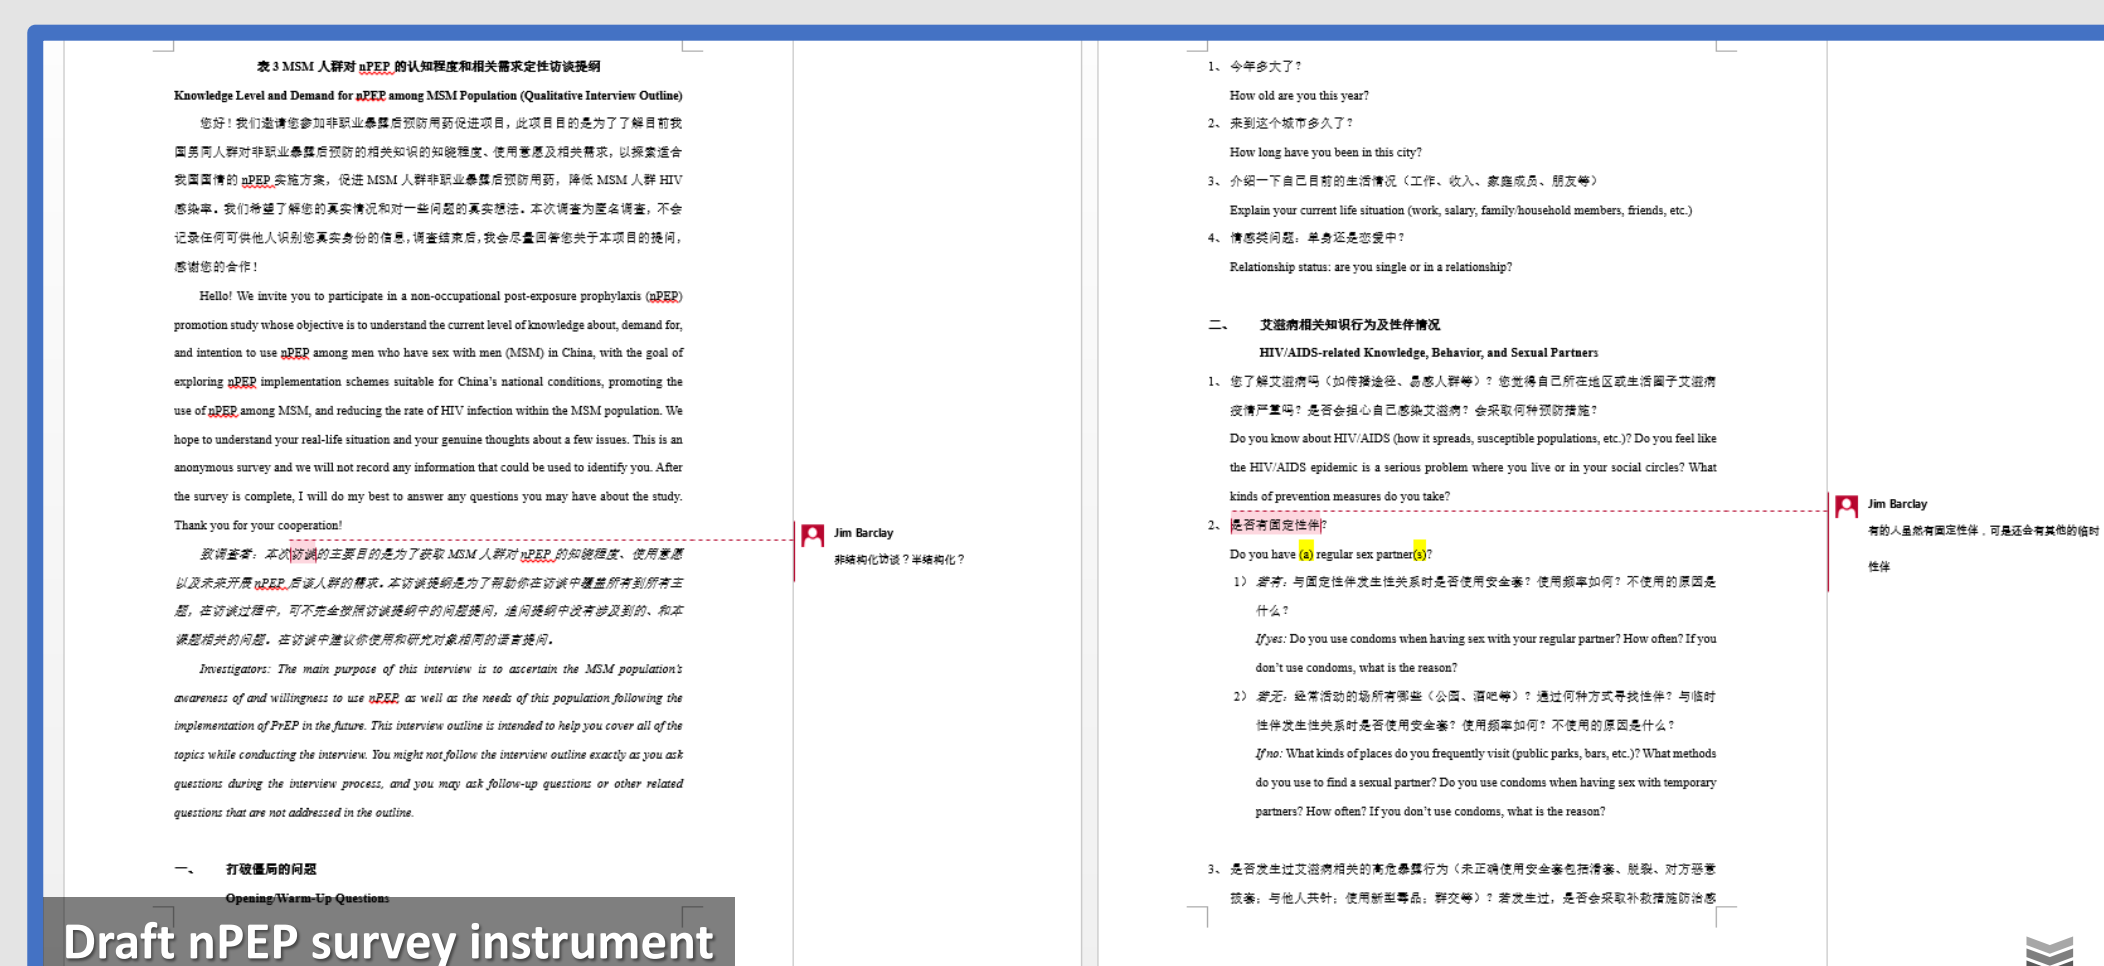 表 3 MSM 人群对 nPEP 的认知程度和相关需求定性访谈提纲
Knowledge Level and Demand for nPEP among MSM Population (Qualitative Interview Outline)
您好！我们邀请您参加非职业暴露后预防用药促进项目，此项目目的是为了了解目前我
国男同人群对非职业暴露后预防的相关知识的知晓程度、使用意愿及相关需求，以探索适合
我国国情的 nPEP 实施方案，促进 MSM 人群非职业暴露后预防用药，降低 MSM 人群 HIV
感染率。我们希望了解您的真实情况和对一些问题的真实想法。本次调查为匿名调查，不会
记录任何可供他人识别您真实身份的信息，调查结束后，我会尽量回答您关于本项目的提问，
感谢您的合作！
Hello! We invite you to participate in a non-occupational post-exposure prophylaxis (nPEP)
promotion study whose objective is to understand the current level of knowledge about, demand for,
and intention to use nPEP among men who have sex with men (MSM) in China, with the goal of
exploring nPEP implementation schemes suitable for China's national conditions, promoting the
use of nPEP among MSM, and reducing the rate of HIV infection within the MSM population. We
hope to understand your real-life situation and your genuine thoughts about a few issues. This is an
anonymous survey and we will not record any information that could be used to identify you. After
the survey is complete, I will do my best to answer any questions you may have about the study.
Thank you for your cooperation!
致调查者：本次访谈的主要目的是为了获取 MSM 人群对 nPEP 的知晓程度、使用意愿
以及未来开展 nPEP 后该人群的需求。本访谈提纲是为了帮助你在访谈中覆盖所有到所有主
题，在访谈过程中，可不完全按照访谈提纲中的问题提问，追问提纲中没有涉及到的、和本
课题相关的问题。在访谈中建议你使用和研究对象相同的语言提问。
Investigators: The main purpose of this interview is to ascertain the MSM population's
awareness of and willingness to use nPEP, as well as the needs of this population following the
implementation of PrEP in the future. This interview outline is intended to help you cover all of the
topics while conducting the interview. You might not follow the interview outline exactly as you ask
questions during the interview process, and you may ask follow-up questions or other related
questions that are not addressed in the outline.
一、 打破僵局的问题
Opening/Warm-Up Questions
Jim Barclay
非结构化访谈？半结构化？
Draft nPEP survey instrument
1、 今年多大了？
How old are you this year?
2、 来到这个城市多久了？
How long have you been in this city?
3、 介绍一下自己目前的生活情况（工作、收入、家庭成员、朋友等）
Explain your current life situation (work, salary, family/household members, friends, etc.)
4、 情感类问题：单身还是恋爱中？
Relationship status: are you single or in a relationship?
二、 艾滋病相关知识行为及性伴情况
HIV/AIDS-related Knowledge, Behavior, and Sexual Partners
1、 您了解艾滋病吗（如传播途径、易感人群等）？您觉得自己所在地区或生活圈子艾滋病
疫情严重吗？是否会担心自己感染艾滋病？会采取何种预防措施？
Do you know about HIV/AIDS (how it spreads, susceptible populations, etc.)? Do you feel like
the HIV/AIDS epidemic is a serious problem where you live or in your social circles? What
kinds of prevention measures do you take?
2、 是否有固定性伴？
Do you have (a) regular sex partner(s)?
1） 若有：与固定性伴发生性关系时是否使用安全套？使用频率如何？不使用的原因是
什么？
If yes: Do you use condoms when having sex with your regular partner? How often? If you
don't use condoms, what is the reason?
2） 若无：经常活动的场所有哪些（公园、酒吧等）？通过何种方式寻找性伴？与临时
性伴发生性关系时是否使用安全套？使用频率如何？不使用的原因是什么？
If no: What kinds of places do you frequently visit (public parks, bars, etc.)? What methods
do you use to find a sexual partner? Do you use condoms when having sex with temporary
partners? How often? If you don't use condoms, what is the reason?
3、 是否发生过艾滋病相关的高危暴露行为（未正确使用安全套包括滑套、脱裂、对方恶意
拔套；与他人共针；使用新型毒品；群交等）？若发生过，是否会采取补救措施防治感
Jim Barclay
有的人虽然有固定性伴，可是还会有其他的临时
性伴